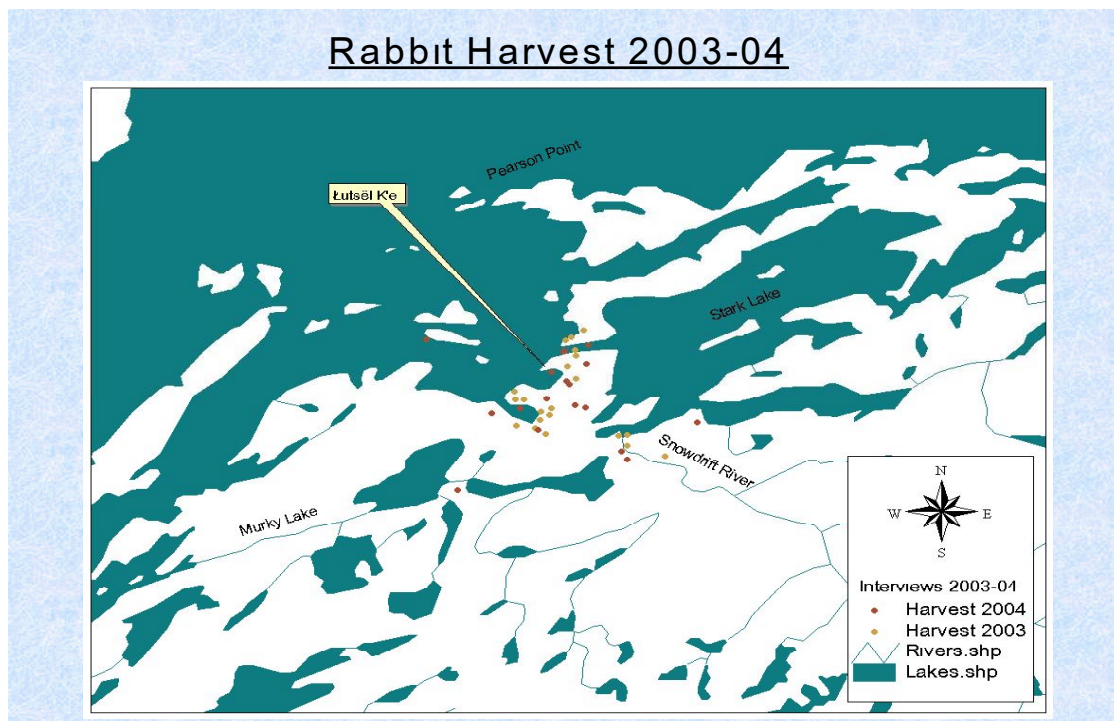 Rabbıt Harvest 2003-04
Pearson Point
Łutsël K'e
Stark Lake
Snowdrift River
Murky Lake
N
W E
S
Interviews 2003-04
Harvest 2004
Harvest 2003
Rivers.shp
Lakes.shp